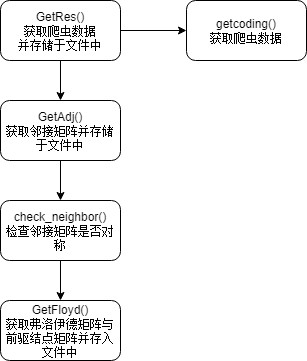 GetRes()
获取爬虫数据
并存储于文件中
getcoding()
获取爬虫数据
GetAdj()
获取邻接矩阵并存储
于文件中
check_neighbor()
检查邻接矩阵是否对
称
GetFloyd()
获取弗洛伊德矩阵与
前驱结点矩阵并存入
文件中